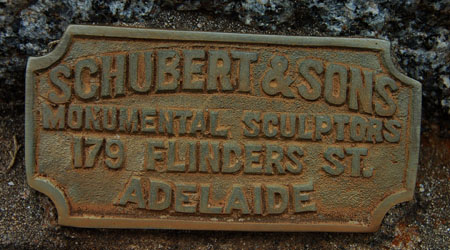 SCHUBERT & SONS
MONUMENTAL SCULPTORS
179 FLINDERS ST.
ADELAIDE